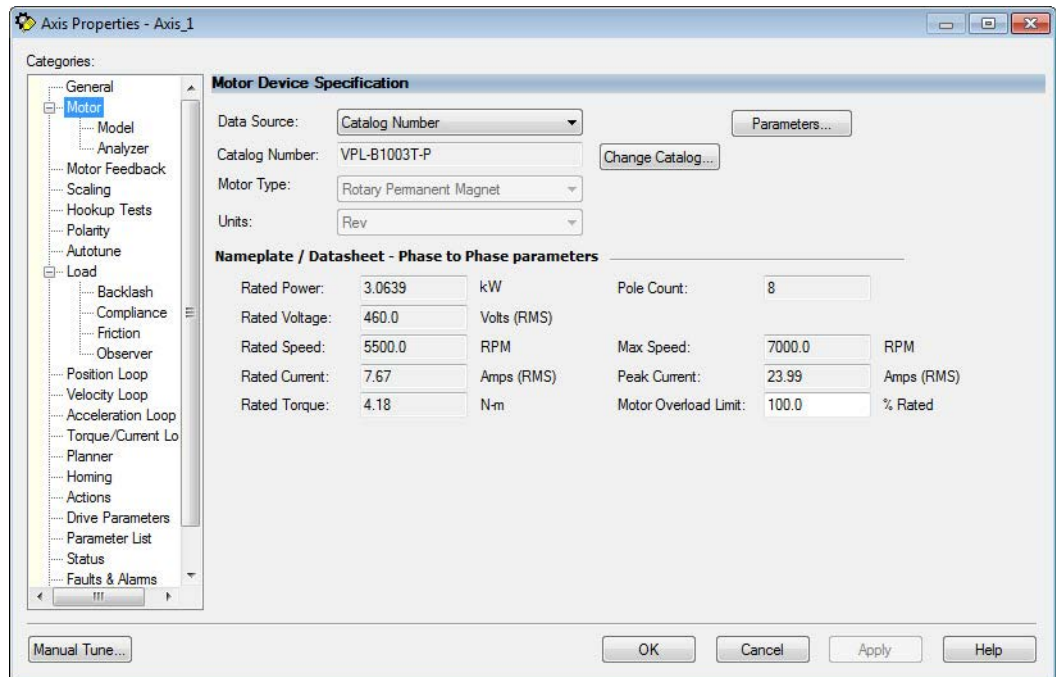 Axis Properties - Axis_1
Categories:
General
Motor
Model
Analyzer
Motor Feedback
Scaling
Hookup Tests
Polarity
Autotune
Load
Backlash
Compliance
Friction
Observer
Position Loop
Velocity Loop
Acceleration Loop
Torque/Current Lo
Planner
Homing
Actions
Drive Parameters
Parameter List
Status
Faults & Alarms
Motor Device Specification
Data Source: Catalog Number Parameters...
Catalog Number: VPL-B1003T-P Change Catalog...
Motor Type: Rotary Permanent Magnet
Units: Rev
Nameplate / Datasheet - Phase to Phase parameters
Rated Power: 3.0639 kW Pole Count: 8
Rated Voltage: 460.0 Volts (RMS)
Rated Speed: 5500.0 RPM Max Speed: 7000.0 RPM
Rated Current: 7.67 Amps (RMS) Peak Current: 23.99 Amps (RMS)
Rated Torque: 4.18 N-m Motor Overload Limit: 100.0 % Rated
Manual Tune... OK Cancel Apply Help